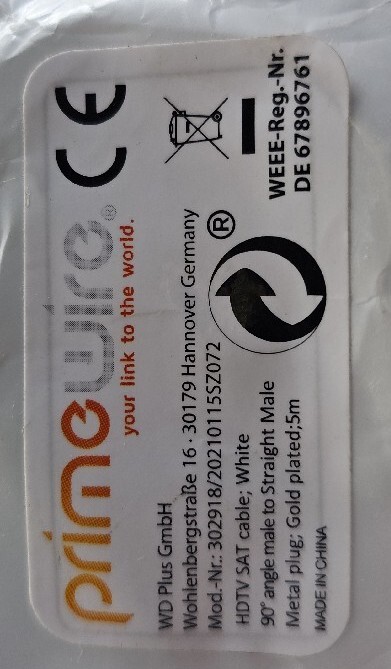 primewire®
your link to the world.
WD Plus GmbH
Wohlenbergstraße 16 · 30179 Hannover Germany
Mod.-Nr.: 302918/20210115SZ072
HDTV SAT cable; White
90° angle male to Straight Male
Metal plug; Gold plated;5m
MADE IN CHINA
®
CE
WEEE-Reg.-Nr.
DE 67896761